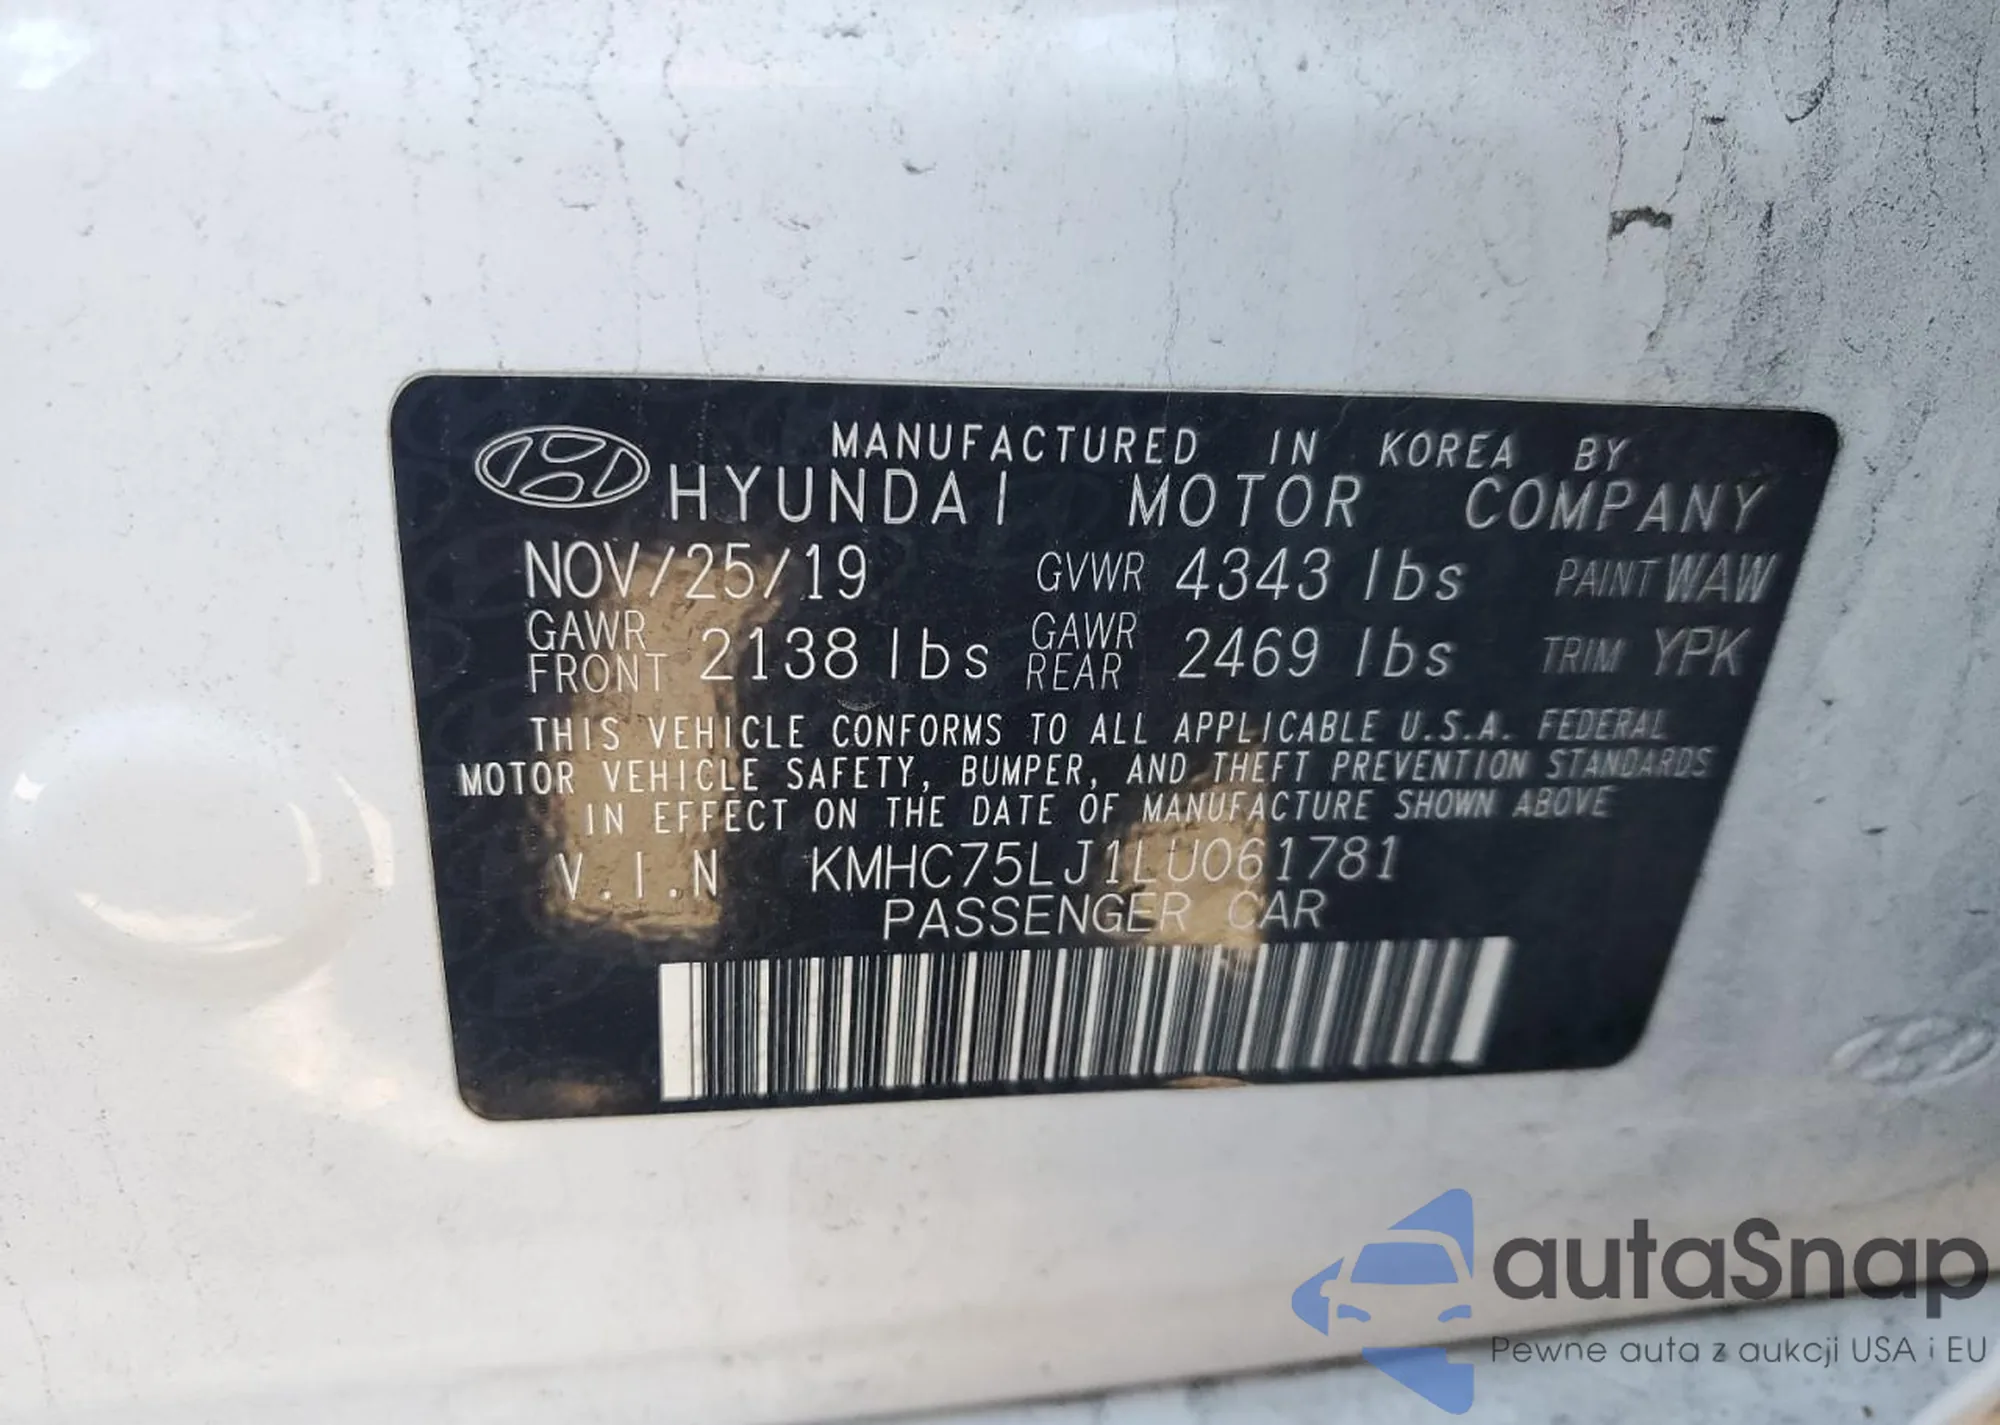 MANUFACTURED IN KOREA BY
HYUNDAI MOTOR COMPANY
NOV/25/19 GVWR 4343 lbs PAINT WAW
GAWR FRONT 2138 lbs GAWR REAR 2469 lbs TRIM YPK
THIS VEHICLE CONFORMS TO ALL APPLICABLE U.S.A. FEDERAL
MOTOR VEHICLE SAFETY, BUMPER, AND THEFT PREVENTION STANDARDS
IN EFFECT ON THE DATE OF MANUFACTURE SHOWN ABOVE
V.I.N KMHC75LJ1LU061781
PASSENGER CAR
autaSnap
Pewne auta z aukcji USA i EU